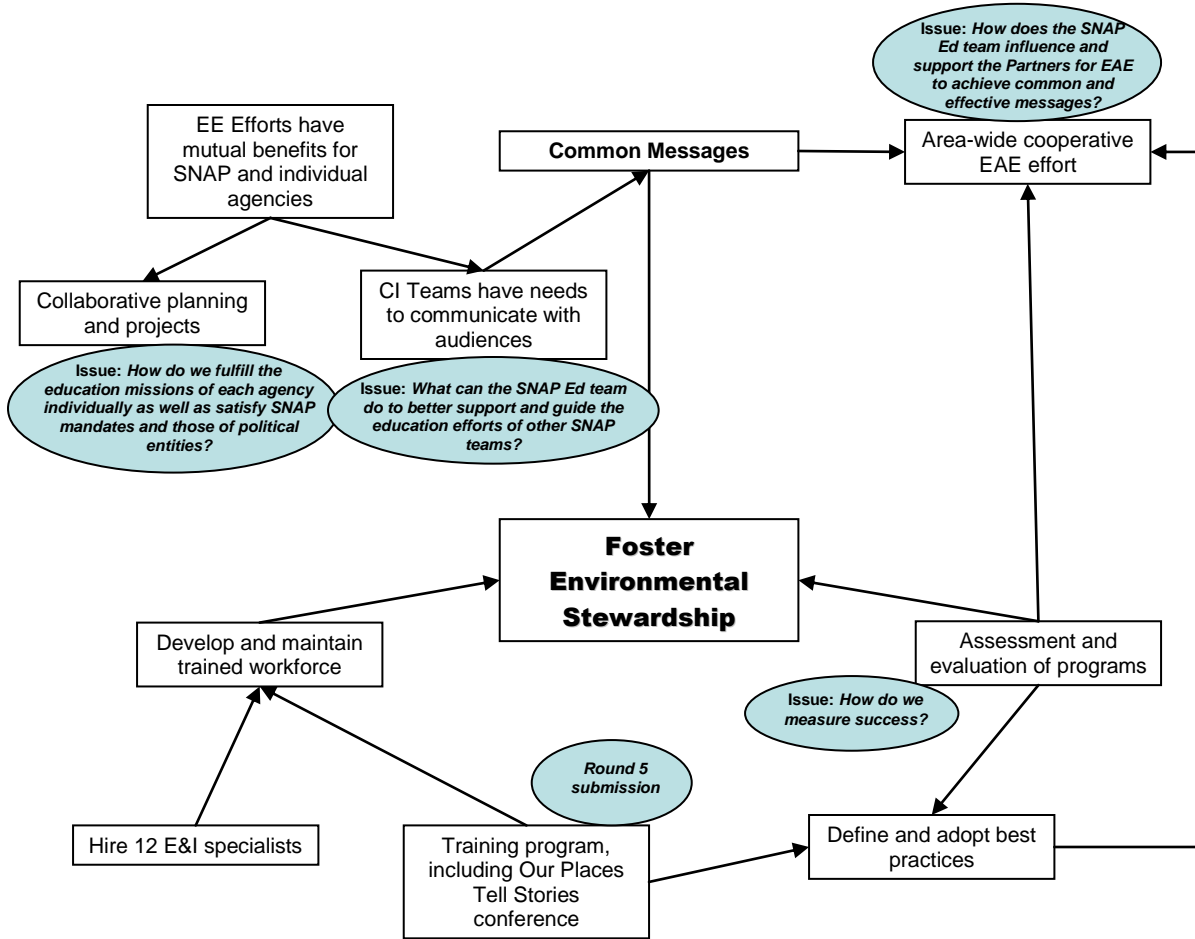 Issue: How does the SNAP
Ed team influence and
support the Partners for EAE
to achieve common and
effective messages?
EE Efforts have
mutual benefits for
SNAP and individual
agencies
Common Messages
Area-wide cooperative
EAE effort
Collaborative planning
and projects
CI Teams have needs
to communicate with
audiences
Issue: How do we fulfill the
education missions of each agency
individually as well as satisfy SNAP
mandates and those of political
entities?
Issue: What can the SNAP Ed team
do to better support and guide the
education efforts of other SNAP
teams?
Foster
Environmental
Stewardship
Develop and maintain
trained workforce
Assessment and
evaluation of programs
Issue: How do we
measure success?
Round 5
submission
Hire 12 E&I specialists
Training program,
including Our Places
Tell Stories
conference
Define and adopt best
practices